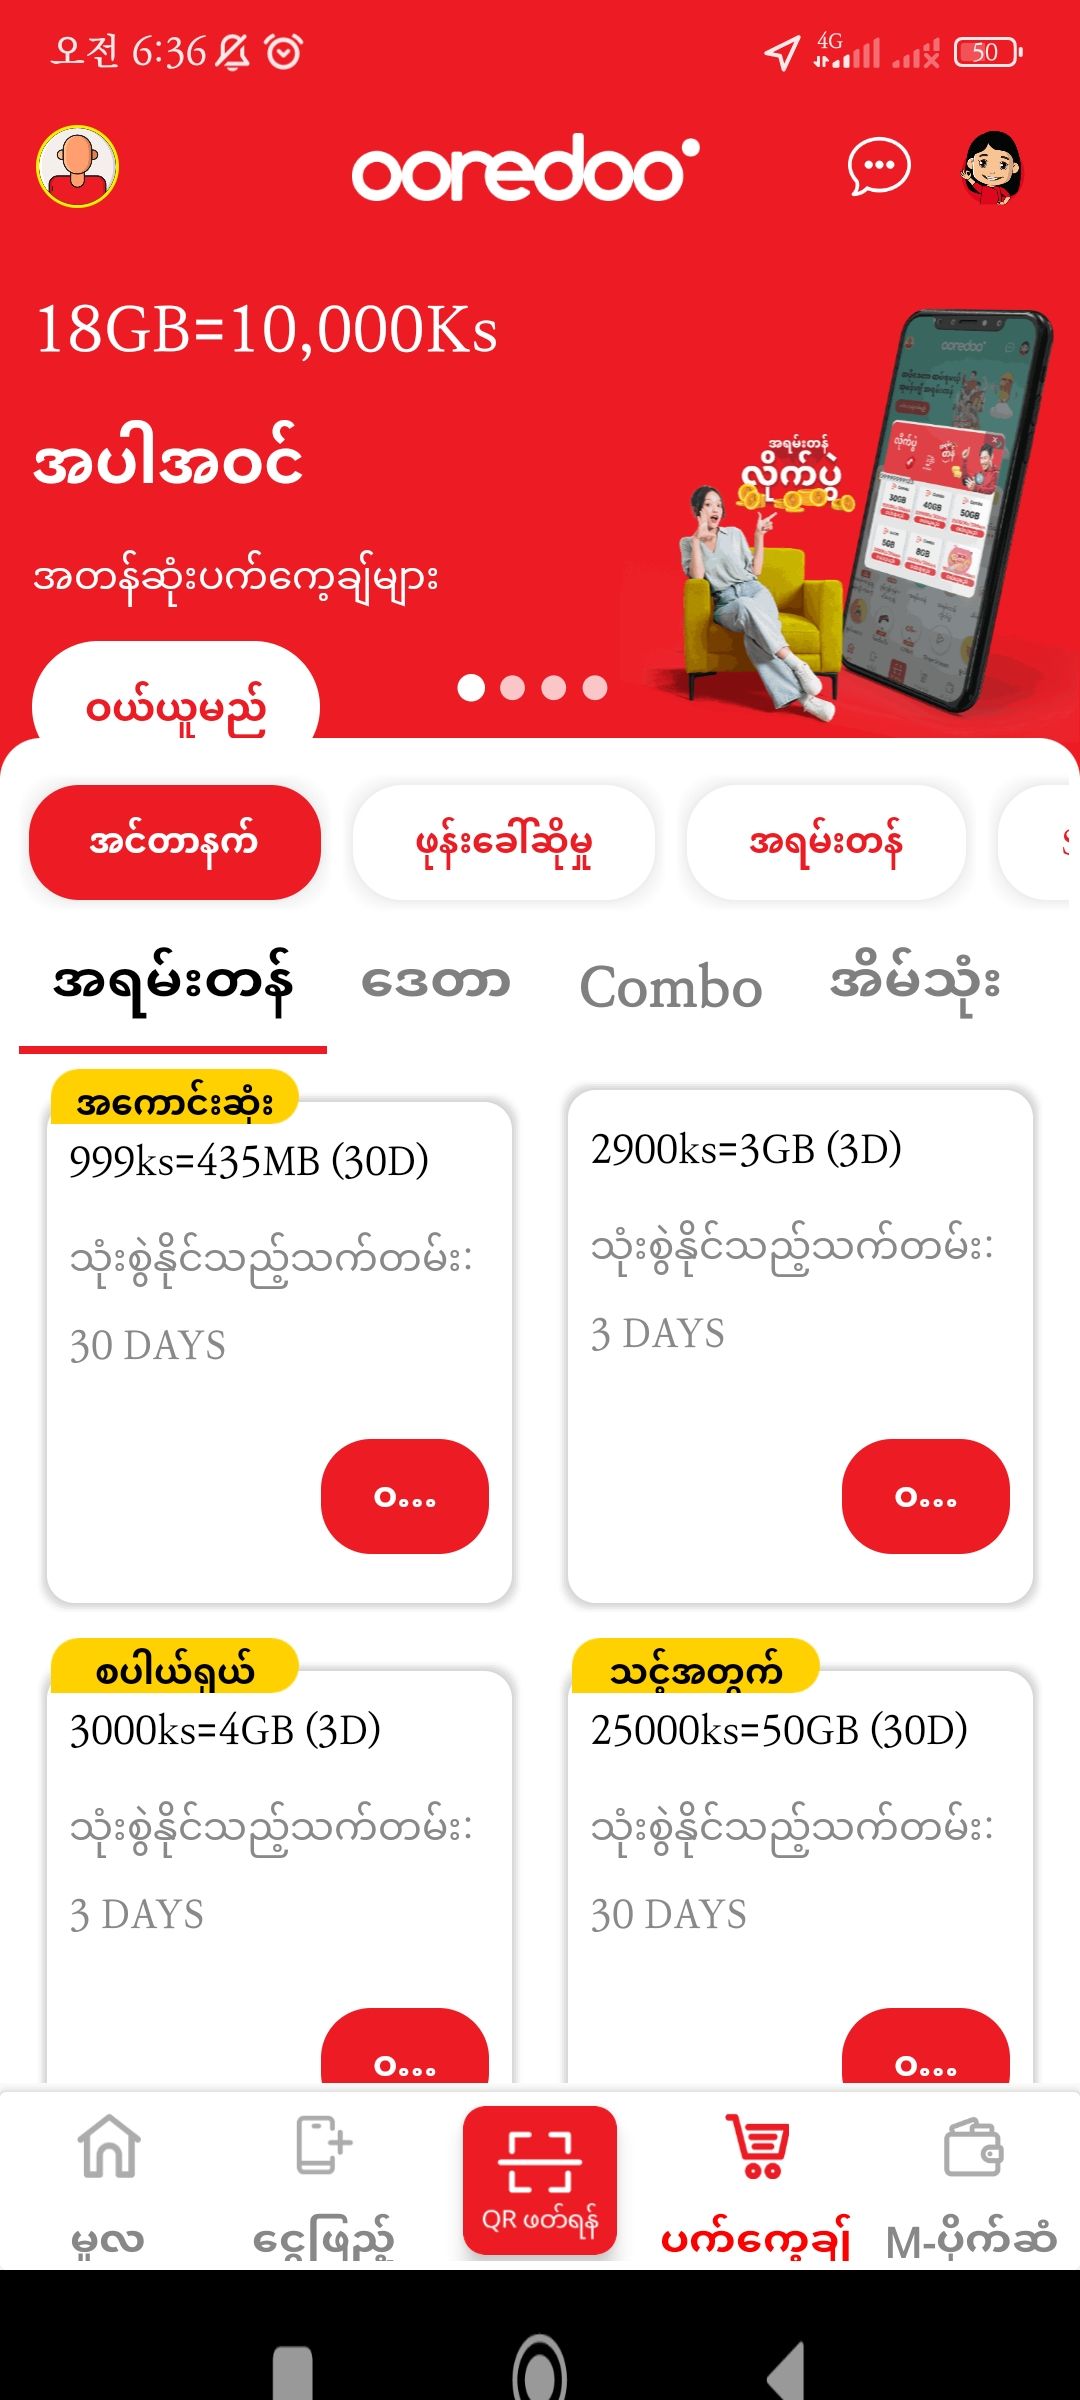 오전 6:36
4G
50
ooredoo
18GB=10,000Ks
အပါအဝင်
အတန်ဆုံးပက်ကေ့ချ်များ
ဝယ်ယူမည်
အရမ်းတန်
လိုက်ပွဲ
ooredoo
30GB
40GB
50GB
5GB
8GB
အင်တာနက်
ဖုန်းခေါ်ဆိုမှု
အရမ်းတန်
အရမ်းတန်
ဒေတာ
Combo
အိမ်သုံး
အကောင်းဆုံး
999ks=435MB (30D)
သုံးစွဲနိုင်သည့်သက်တမ်း:
30 DAYS
ဝ...
2900ks=3GB (3D)
သုံးစွဲနိုင်သည့်သက်တမ်း:
3 DAYS
ဝ...
စပါယ်ရှယ်
3000ks=4GB (3D)
သုံးစွဲနိုင်သည့်သက်တမ်း:
3 DAYS
ဝ...
သင့်အတွက်
25000ks=50GB (30D)
သုံးစွဲနိုင်သည့်သက်တမ်း:
30 DAYS
ဝ...
မူလ
ငွေဖြည့်
QR ဖတ်ရန်
ပက်ကေ့ချ်
M-ပိုက်ဆံ